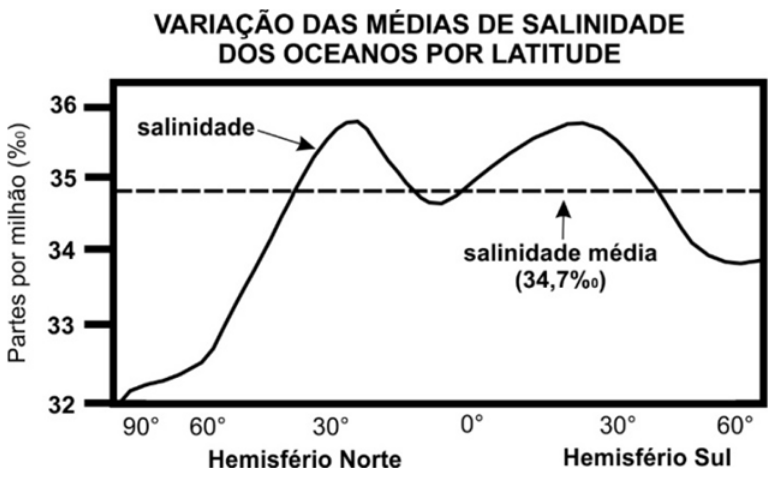 VARIAÇÃO DAS MÉDIAS DE SALINIDADE
DOS OCEANOS POR LATITUDE
Partes por milhão (‰)
36
35
34
33
32
salinidade
salinidade média
(34,7‰)
90° 60° 30° 0° 30° 60°
Hemisfério Norte Hemisfério Sul